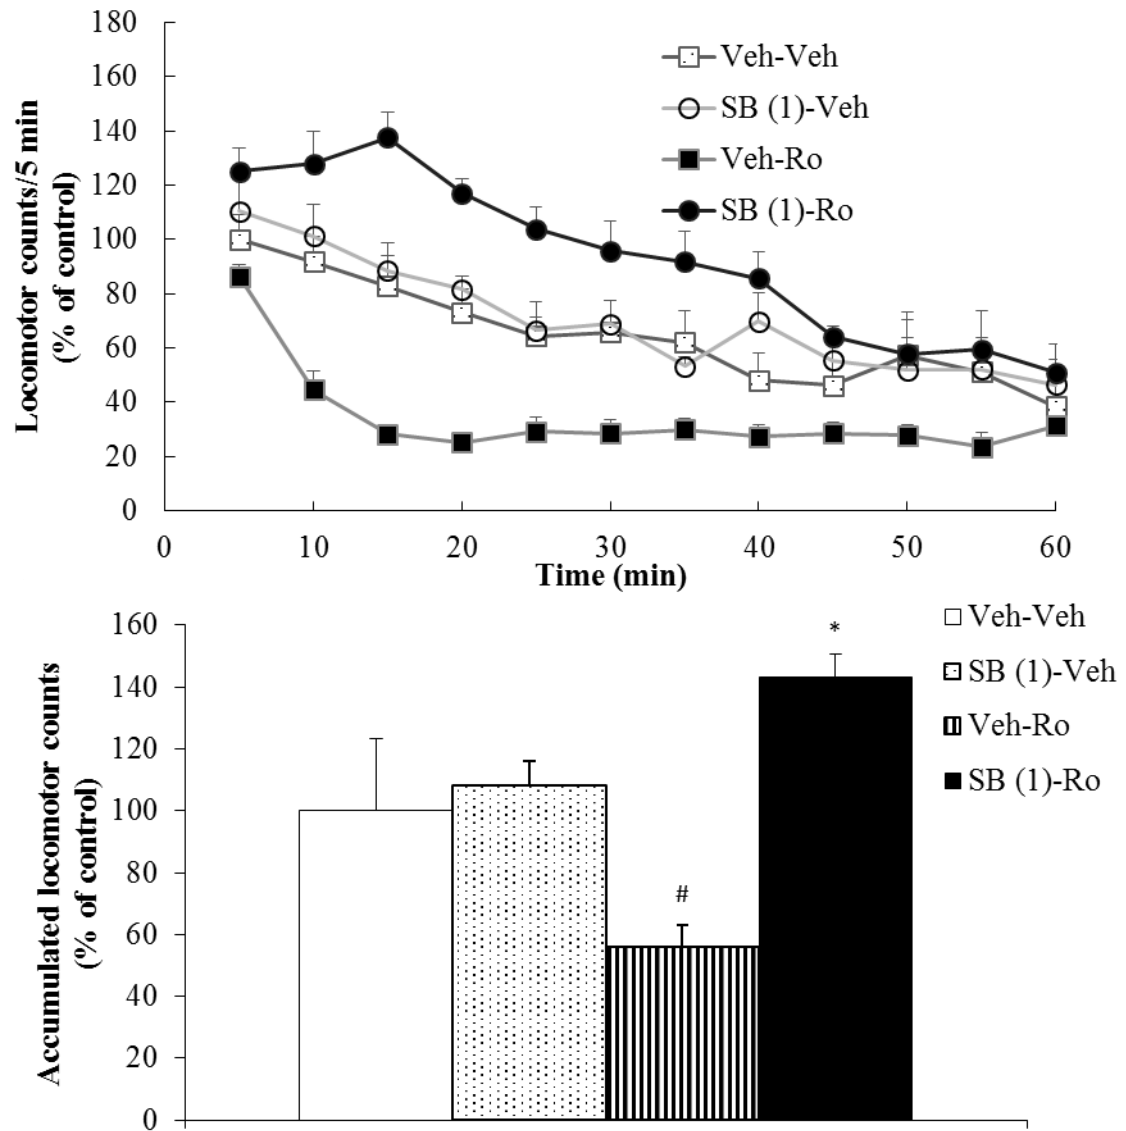 180
160
140
120
100
80
60
40
20
0
Locomotor counts/5 min
(% of control)
Veh-Veh
SB (1)-Veh
Veh-Ro
SB (1)-Ro
0 10 20 30 40 50 60
Time (min)
160
140
120
100
80
60
40
20
0
Accumulated locomotor counts
(% of control)
#
*
Veh-Veh
SB (1)-Veh
Veh-Ro
SB (1)-Ro